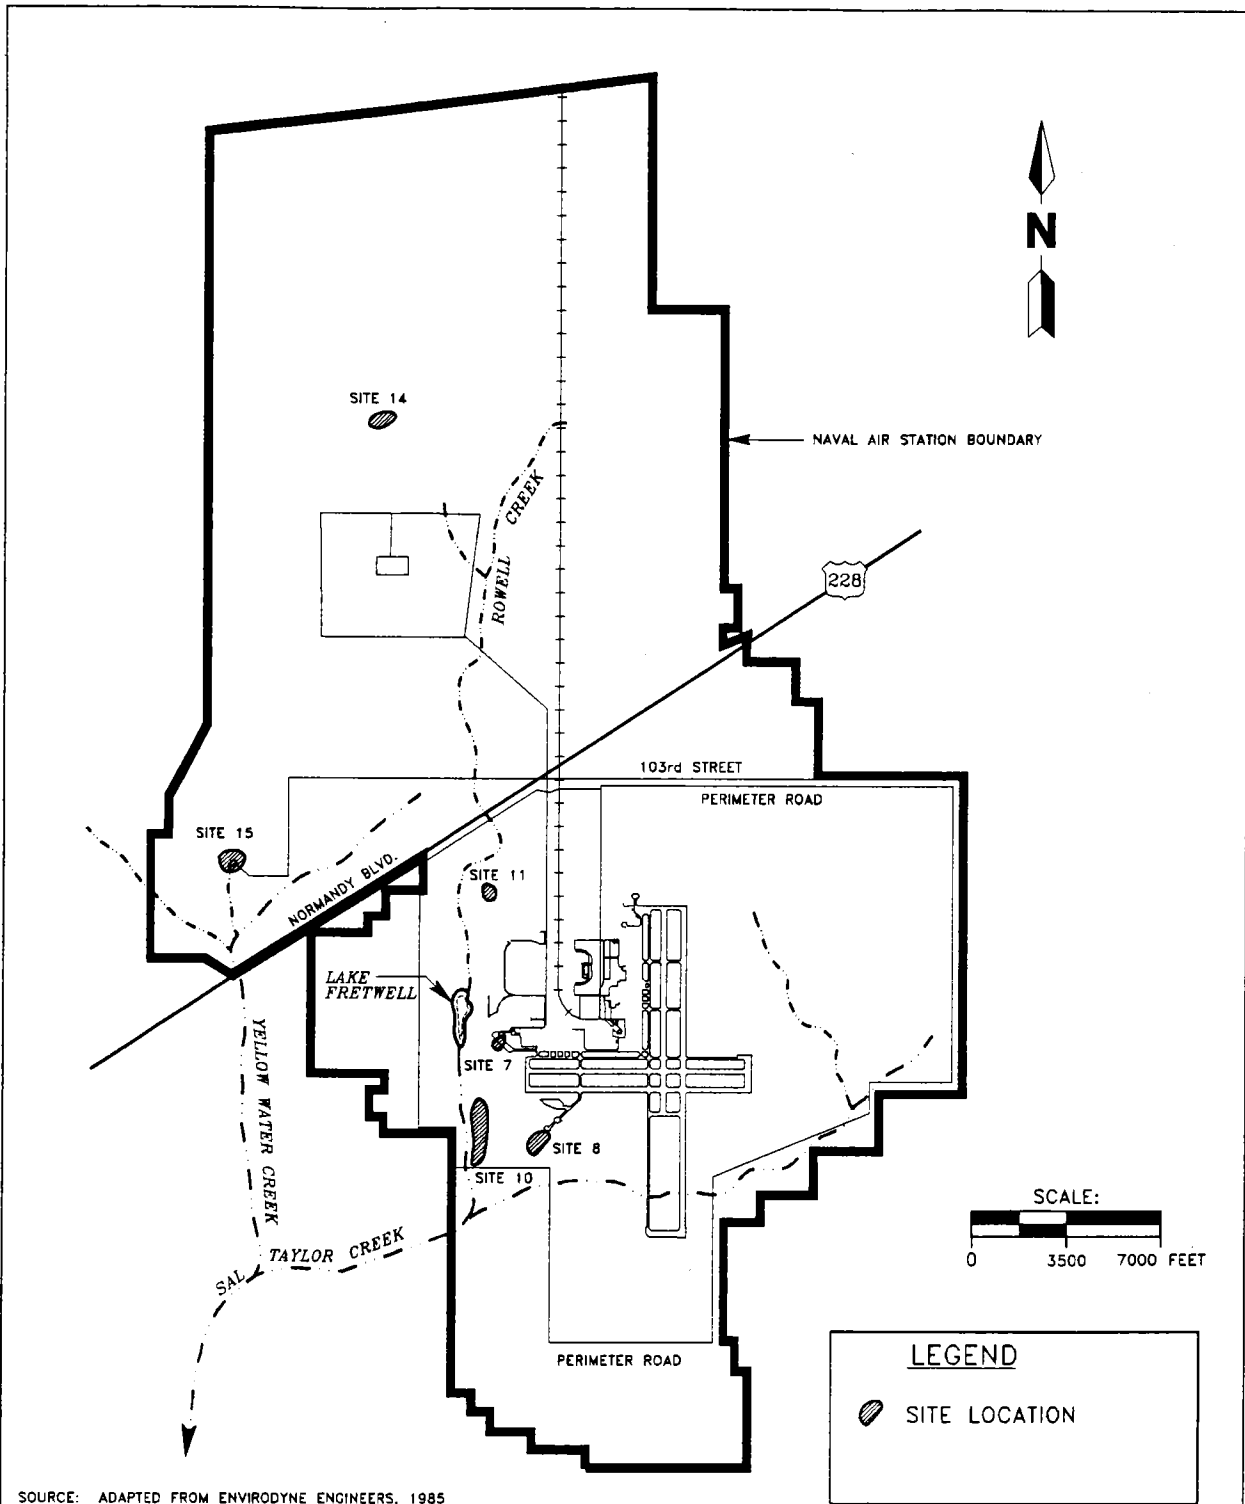 N
SITE 14
NAVAL AIR STATION BOUNDARY
ROWELL CREEK
228
103rd STREET
PERIMETER ROAD
SITE 15
NORMANDY BLVD.
SITE 11
LAKE
FRETWELL
SITE 7
YELLOW WATER CREEK
SITE 8
SITE 10
SAL TAYLOR CREEK
SCALE:
0 3500 7000 FEET
PERIMETER ROAD
LEGEND
SITE LOCATION
SOURCE: ADAPTED FROM ENVIRODYNE ENGINEERS, 1985